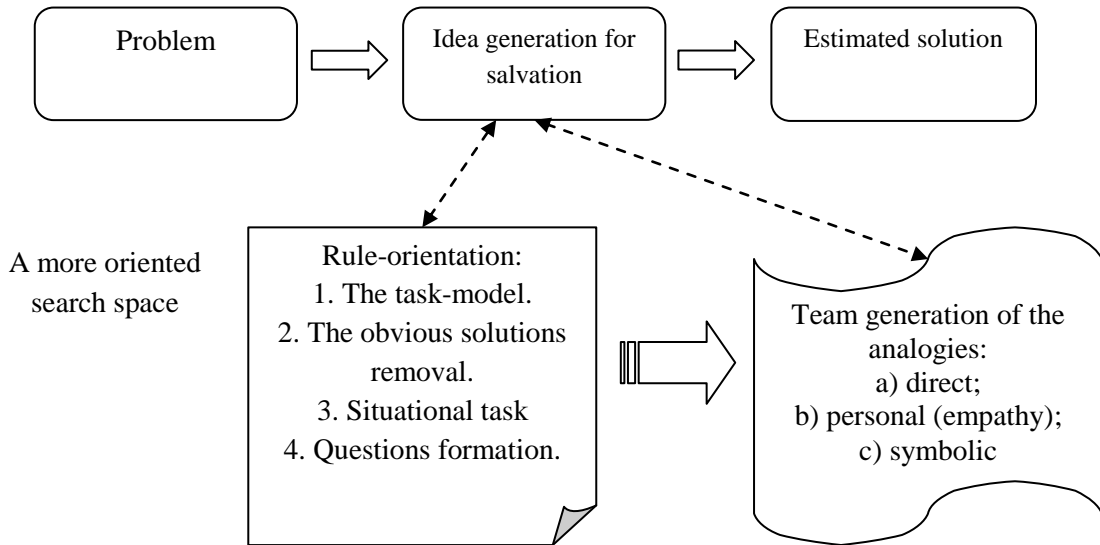 Problem
Idea generation for
salvation
Estimated solution
A more oriented
search space
Rule-orientation:
1. The task-model.
2. The obvious solutions
removal.
3. Situational task
4. Questions formation.
Team generation of the
analogies:
a) direct;
b) personal (empathy);
c) symbolic